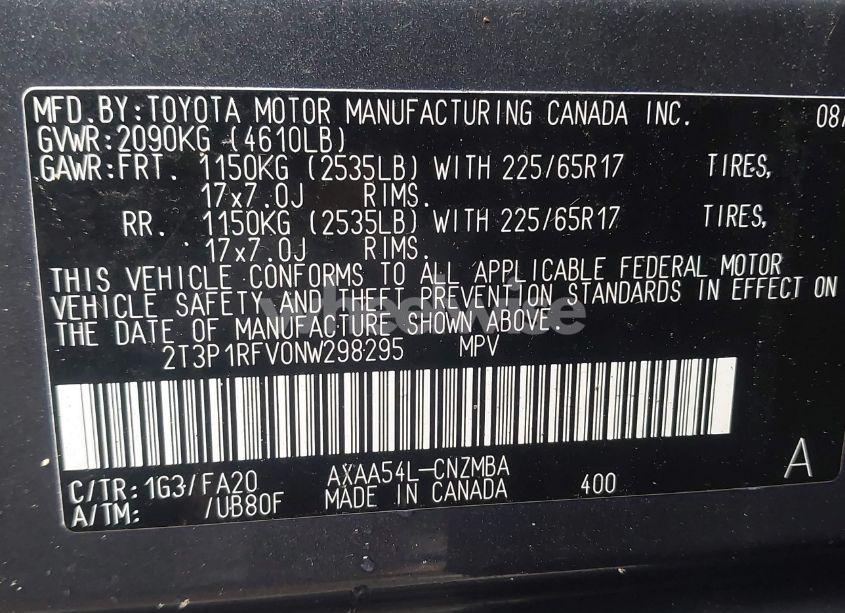 MFD.BY:TOYOTA MOTOR MANUFACTURING CANADA INC. 08/
GVWR:2090KG (4610LB)
GAWR:FRT. 1150KG (2535LB) WITH 225/65R17 TIRES,
17x7.0J RIMS.
RR. 1150KG (2535LB) WITH 225/65R17 TIRES,
17x7.0J RIMS.
THIS VEHICLE CONFORMS TO ALL APPLICABLE FEDERAL MOTOR
VEHICLE SAFETY AND THEFT PREVENTION STANDARDS IN EFFECT ON
THE DATE OF MANUFACTURE SHOWN ABOVE.
wheelwise
2T3P1RFV0NW298295 MPV
A
C/TR:1G3/FA20 AXAA54L-CNZMBA 400
A/TM: /UB80F MADE IN CANADA